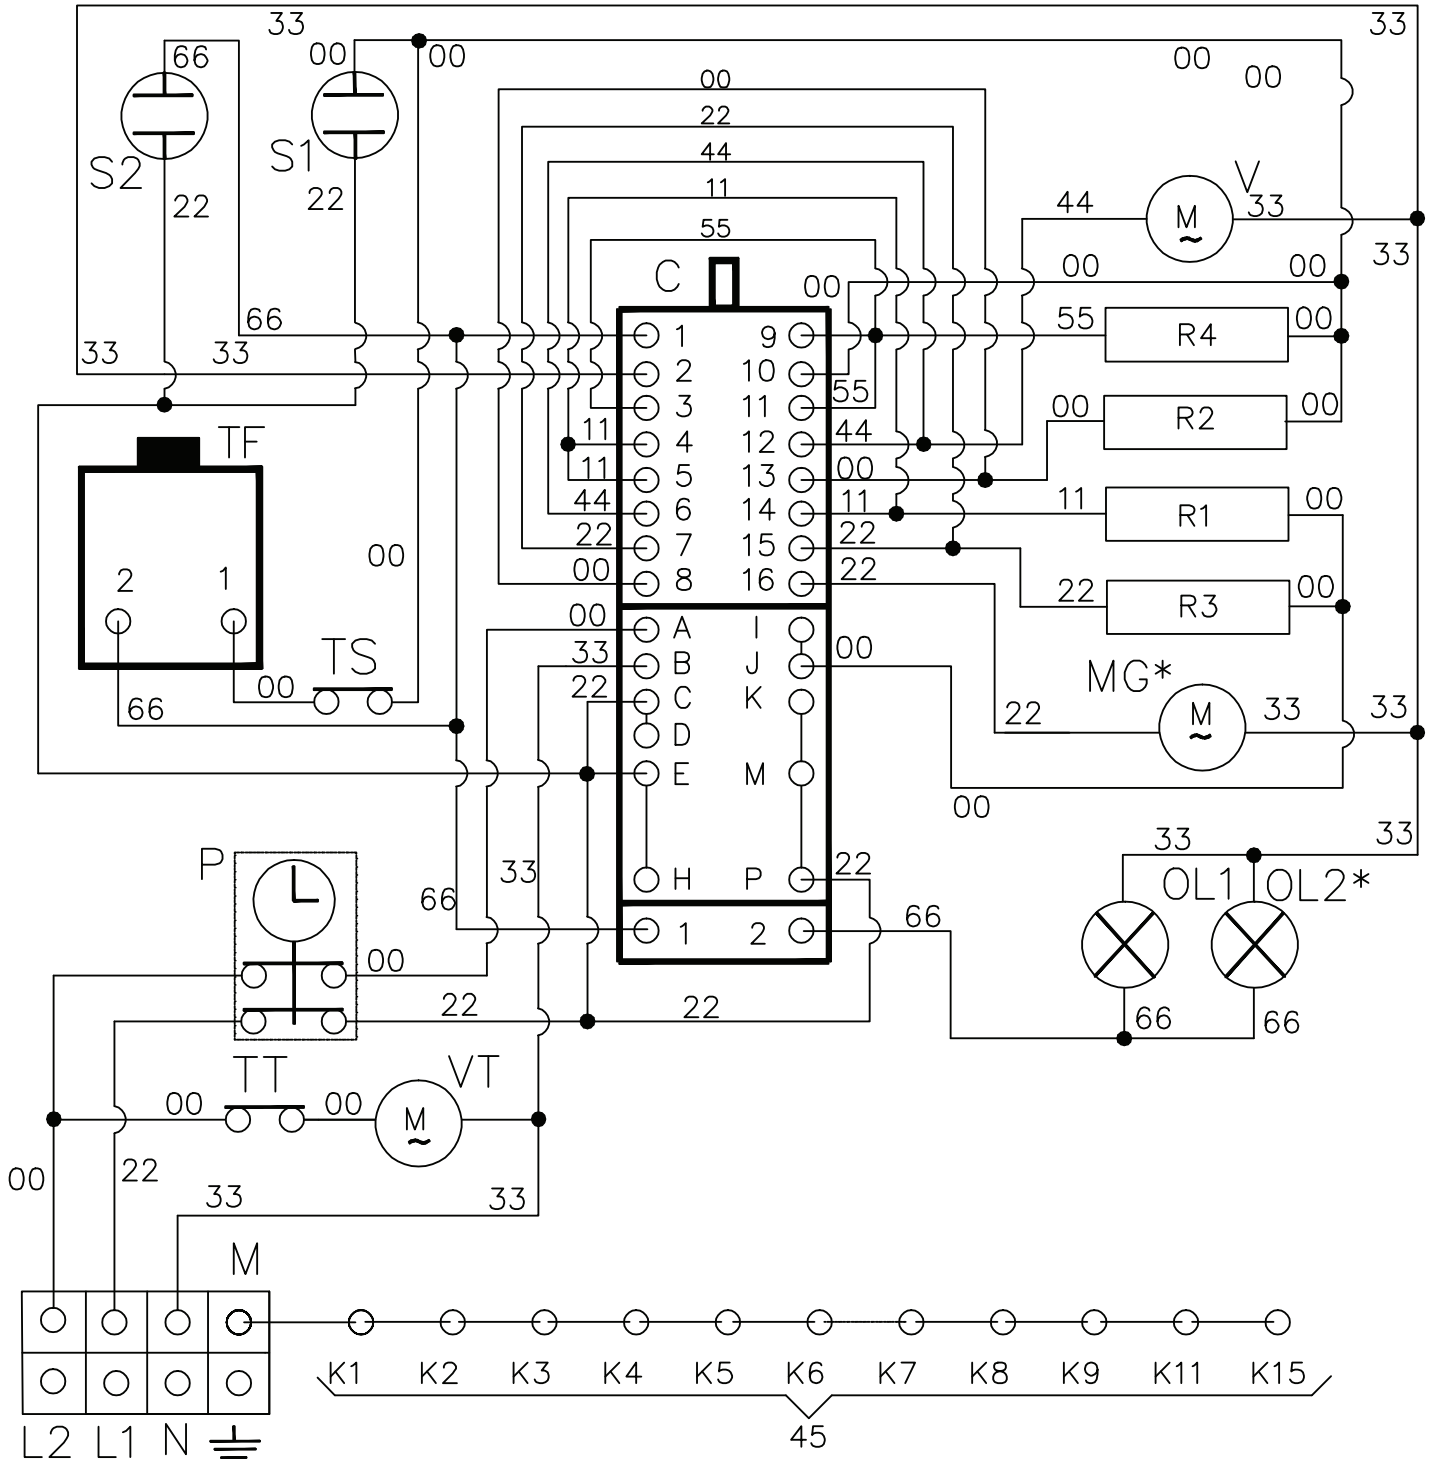 33 33
66 00 00 00 00
S2 S1
22 22
00
22
44
11
55
44 V 33
M
33
C 00 00 00
66 1 9 55 R4 00
33 33 2 10
3 11 55 00 R2 00
11 4 12 44
TF
11 5 13 00
44 6 14 11 11 R1 00
22 7 15 22
00 8 16 22 22 R3 00
00
2 1
00 A I
33 B J 00
22 C K
D
E M
H P 22
TS
00
66
MG*
22 M 33 33
00
33 33
P 33 66 OL1 OL2*
1 2 66
00
22 22 66 66
TT VT
00 00 M
00 22 33 33
M
K1 K2 K3 K4 K5 K6 K7 K8 K9 K11 K15
L2 L1 N 45